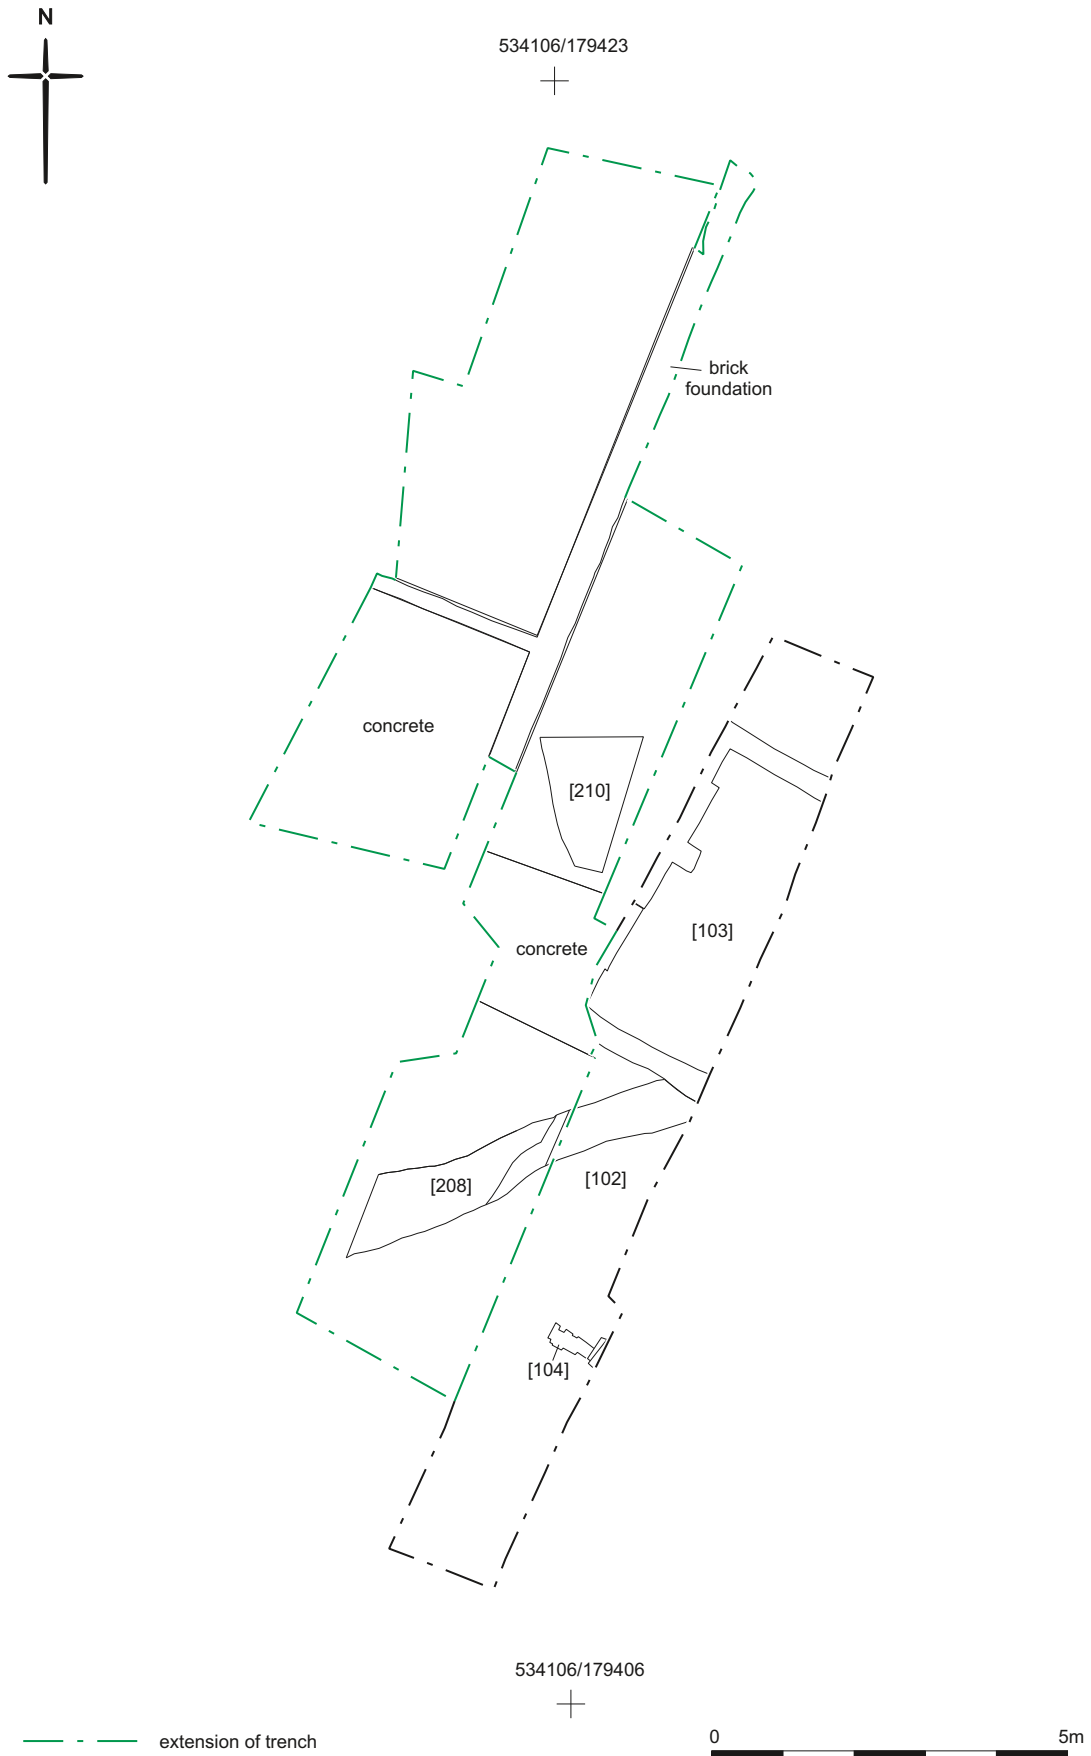 N
534106/179423
brick
foundation
concrete
[210]
[103]
concrete
[208]
[102]
[104]
534106/179406
extension of trench
0 5m